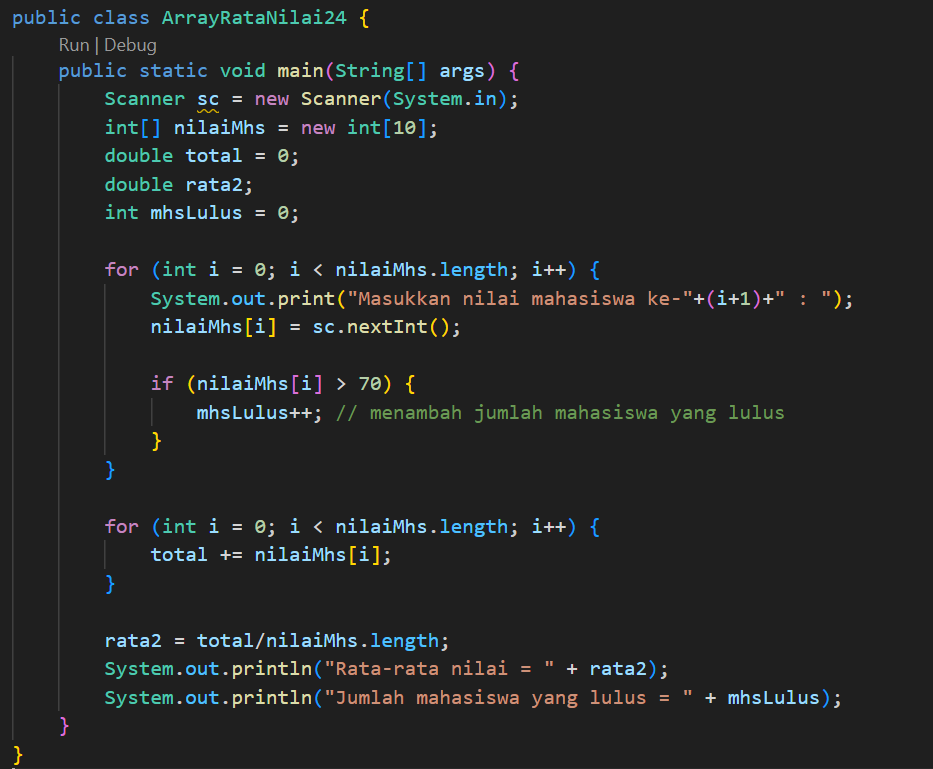 public class ArrayRataNilai24 {
Run | Debug
public static void main(String[] args) {
Scanner sc = new Scanner(System.in);
int[] nilaiMhs = new int[10];
double total = 0;
double rata2;
int mhsLulus = 0;
for (int i = 0; i < nilaiMhs.length; i++) {
System.out.print("Masukkan nilai mahasiswa ke-"+(i+1)+" : ");
nilaiMhs[i] = sc.nextInt();
if (nilaiMhs[i] > 70) {
mhsLulus++; // menambah jumlah mahasiswa yang lulus
}
}
for (int i = 0; i < nilaiMhs.length; i++) {
total += nilaiMhs[i];
}
rata2 = total/nilaiMhs.length;
System.out.println("Rata-rata nilai = " + rata2);
System.out.println("Jumlah mahasiswa yang lulus = " + mhsLulus);
}
}